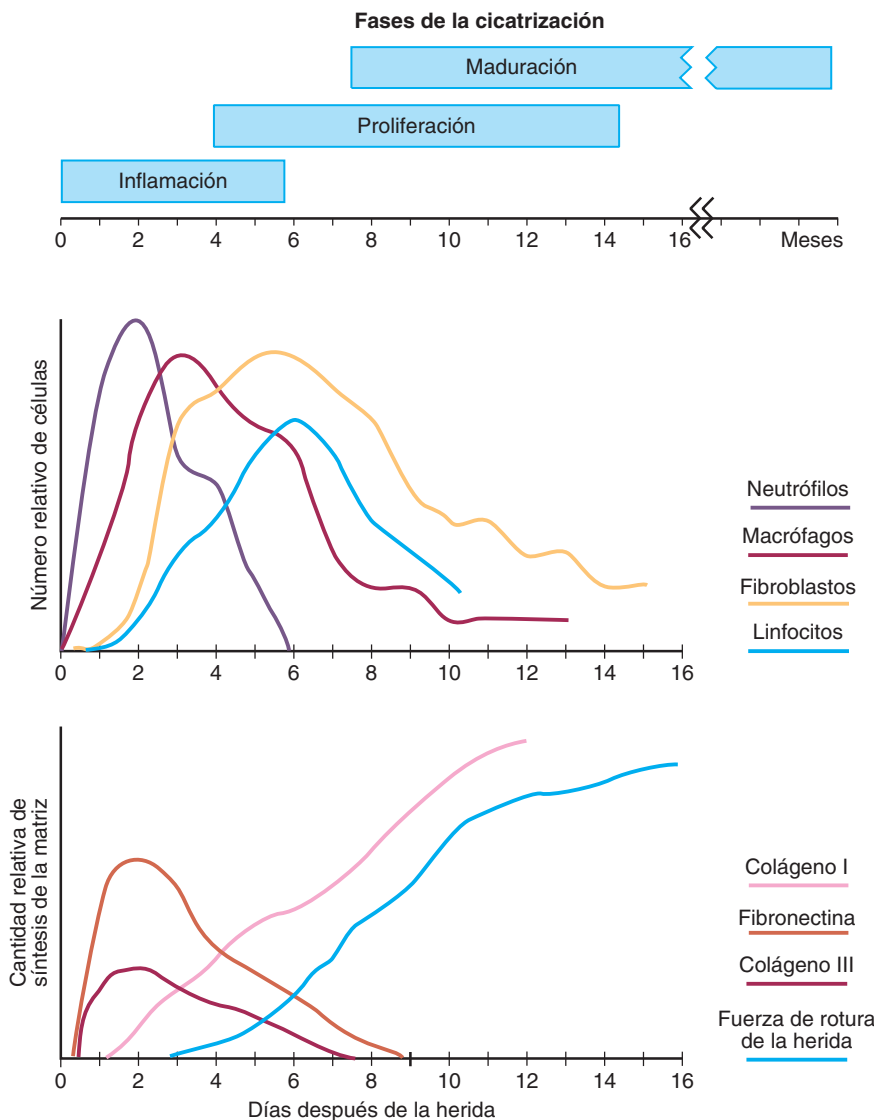 Fases de la cicatrización
Maduración
Proliferación
Inflamación
0 2 4 6 8 10 12 14 16 Meses
Número relativo de células
Neutrófilos
Macrófagos
Fibroblastos
Linfocitos
0 2 4 6 8 10 12 14 16
Cantidad relativa de
síntesis de la matriz
Colágeno I
Fibronectina
Colágeno III
Fuerza de rotura
de la herida
0 2 4 6 8 10 12 14 16
Días después de la herida